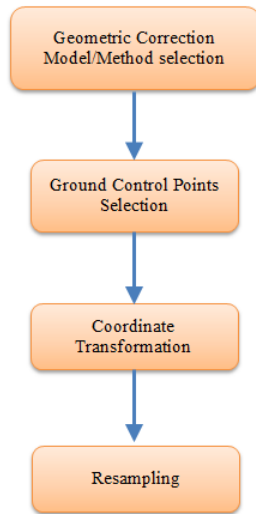 Geometric Correction
Model/Method selection
Ground Control Points
Selection
Coordinate
Transformation
Resampling